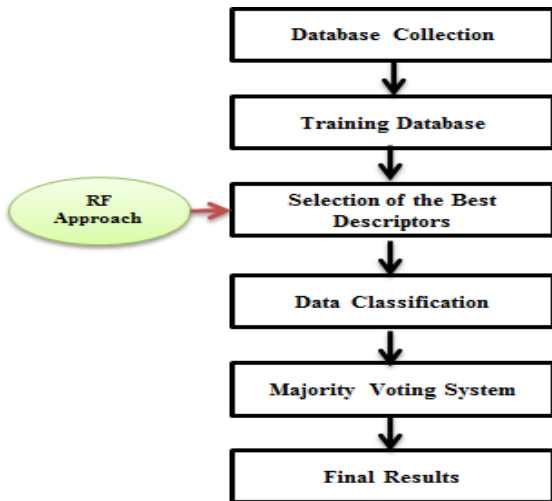 Database Collection
Training Database
RF
Approach
Selection of the Best
Descriptors
Data Classification
Majority Voting System
Final Results